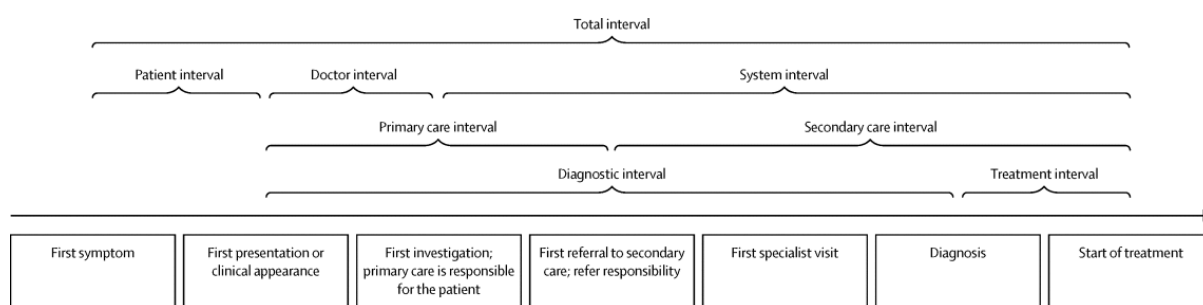 Total interval
Patient interval
Doctor interval
System interval
Primary care interval
Secondary care interval
Diagnostic interval
Treatment interval
First symptom
First presentation or
clinical appearance
First investigation;
primary care is responsible
for the patient
First referral to secondary
care; refer responsibility
First specialist visit
Diagnosis
Start of treatment